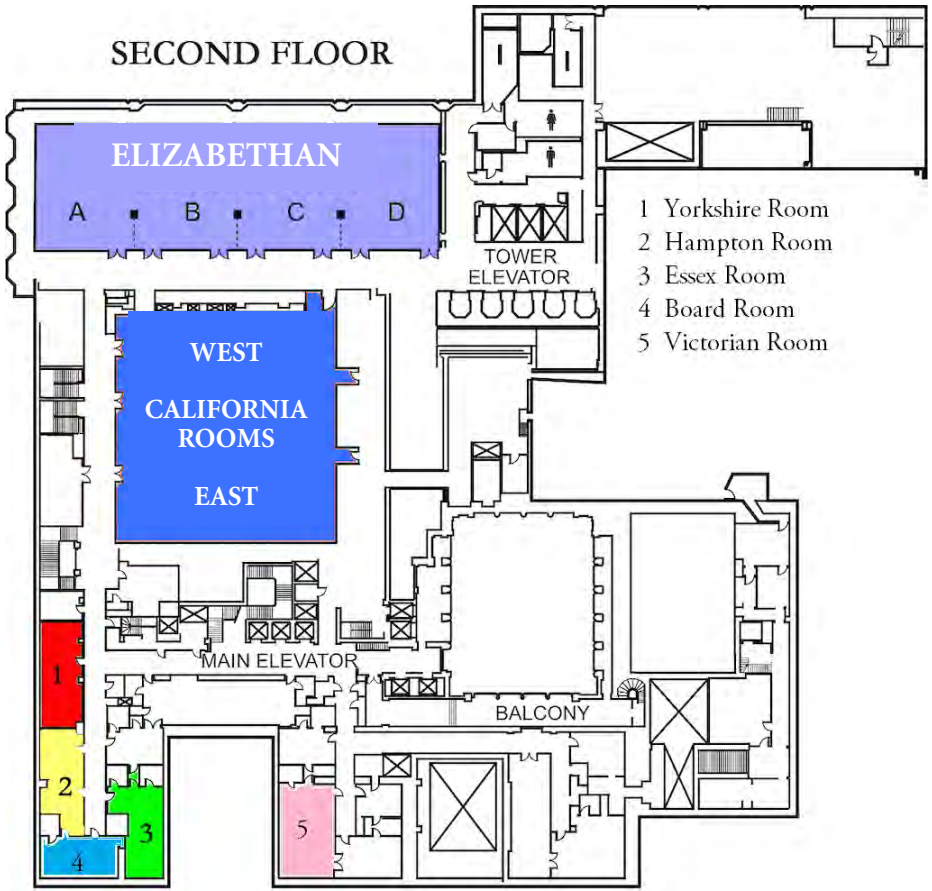 SECOND FLOOR
ELIZABETHAN
A B C D
TOWER
ELEVATOR
1 Yorkshire Room
2 Hampton Room
3 Essex Room
4 Board Room
5 Victorian Room
WEST
CALIFORNIA
ROOMS
EAST
MAIN ELEVATOR
BALCONY
1
2
3
4
5